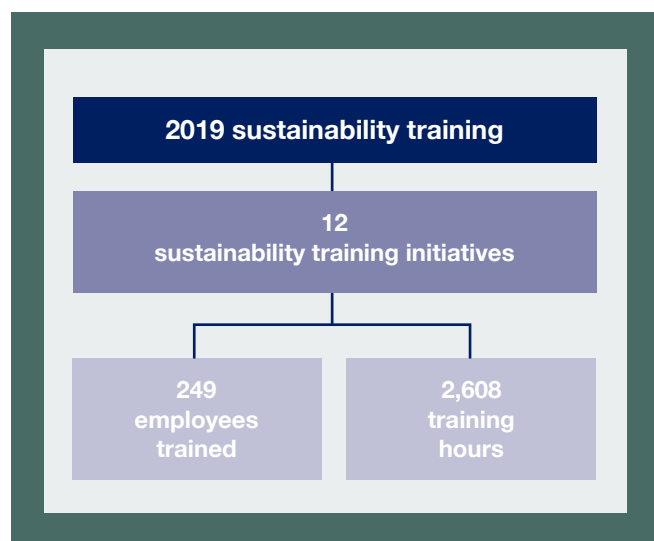 2019 sustainability training
12
sustainability training initiatives
249
employees
trained
2,608
training
hours